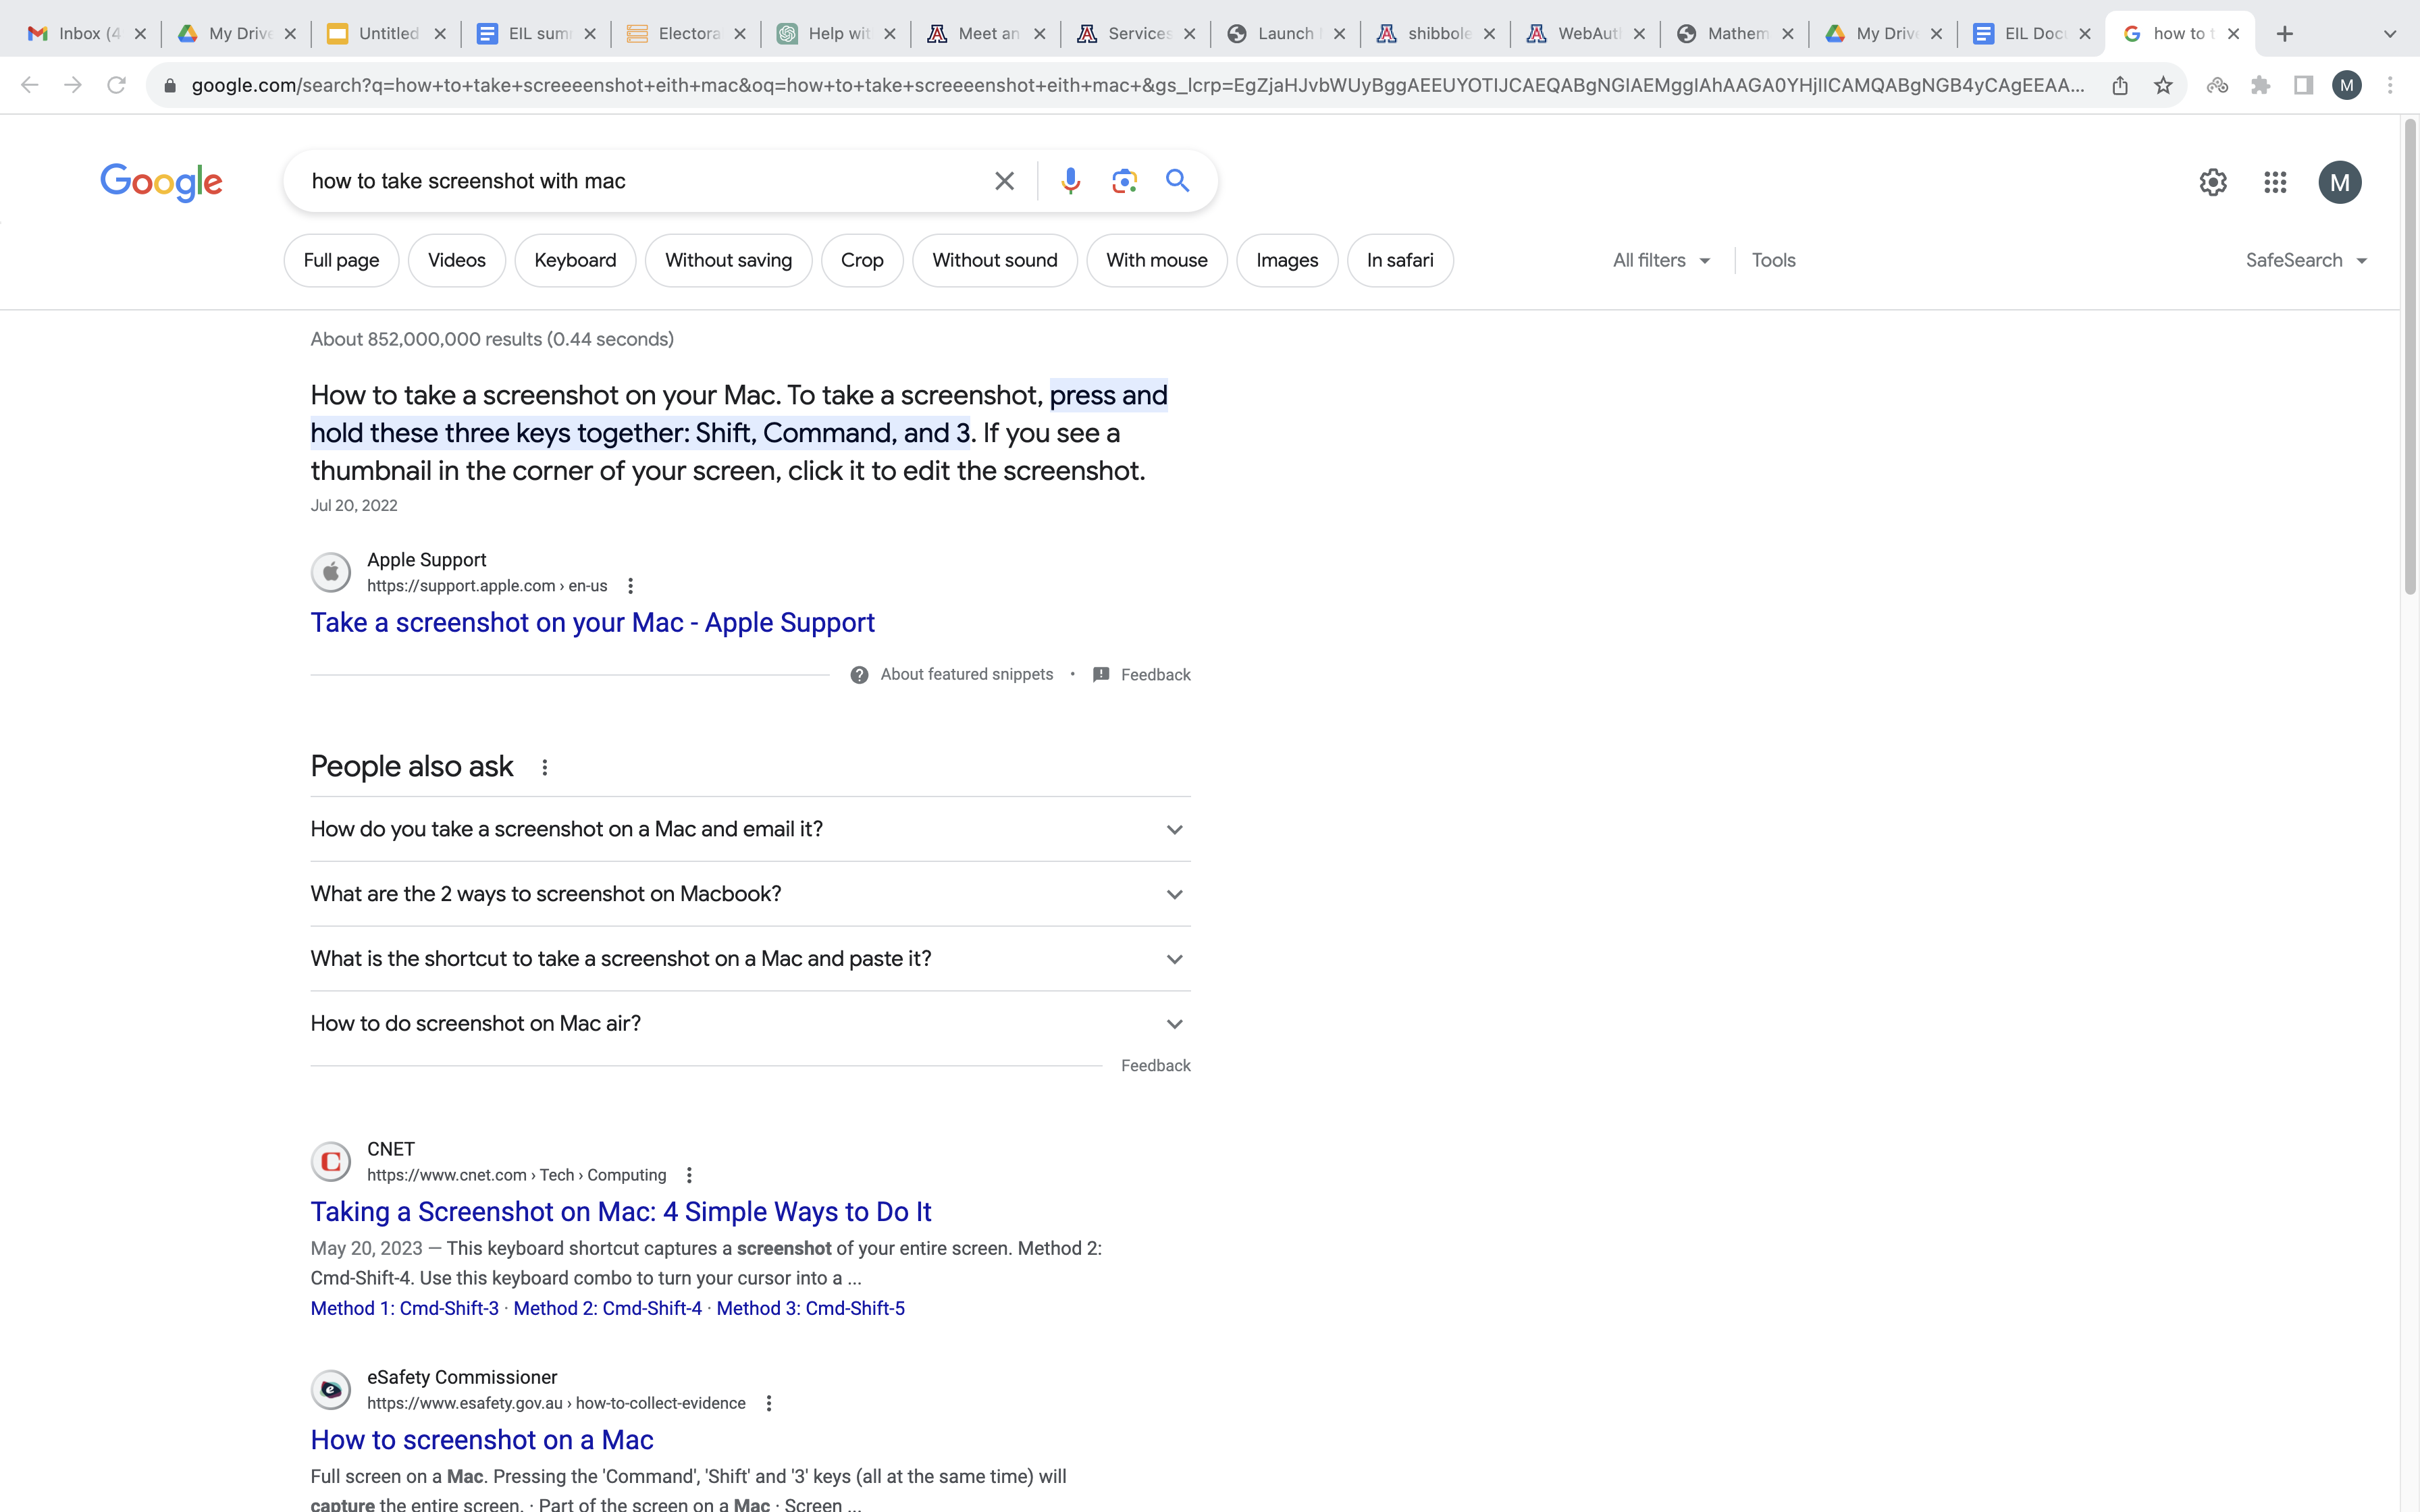 Inbox (4
My Drive
Untitled
EIL sum
Electora
Help wit
Meet an
Services
Launch
shibbole
WebAut
Mathem
My Drive
EIL Doc
how to t
google.com/search?q=how+to+take+screeeenshot+eith+mac&oq=how+to+take+screeeenshot+eith+mac+&gs_lcrp=EgZjaHJvbWUyBggAEEUYOTIJCAEQABgNGIAEMggIAhAAGA0YHjIICAMQABgNGB4yCAgEEAA...
M
Google
how to take screenshot with mac
M
Full page
Videos
Keyboard
Without saving
Crop
Without sound
With mouse
Images
In safari
All filters
Tools
SafeSearch
About 852,000,000 results (0.44 seconds)
How to take a screenshot on your Mac. To take a screenshot, press and
hold these three keys together: Shift, Command, and 3. If you see a
thumbnail in the corner of your screen, click it to edit the screenshot.
Jul 20, 2022
Apple Support
https://support.apple.com › en-us
Take a screenshot on your Mac - Apple Support
About featured snippets • Feedback
People also ask
How do you take a screenshot on a Mac and email it?
What are the 2 ways to screenshot on Macbook?
What is the shortcut to take a screenshot on a Mac and paste it?
How to do screenshot on Mac air?
Feedback
CNET
https://www.cnet.com › Tech › Computing
Taking a Screenshot on Mac: 4 Simple Ways to Do It
May 20, 2023 — This keyboard shortcut captures a screenshot of your entire screen. Method 2:
Cmd-Shift-4. Use this keyboard combo to turn your cursor into a ...
Method 1: Cmd-Shift-3 · Method 2: Cmd-Shift-4 · Method 3: Cmd-Shift-5
eSafety Commissioner
https://www.esafety.gov.au › how-to-collect-evidence
How to screenshot on a Mac
Full screen on a Mac. Pressing the 'Command', 'Shift' and '3' keys (all at the same time) will
capture the entire screen. · Part of the screen on a Mac · Screen ...